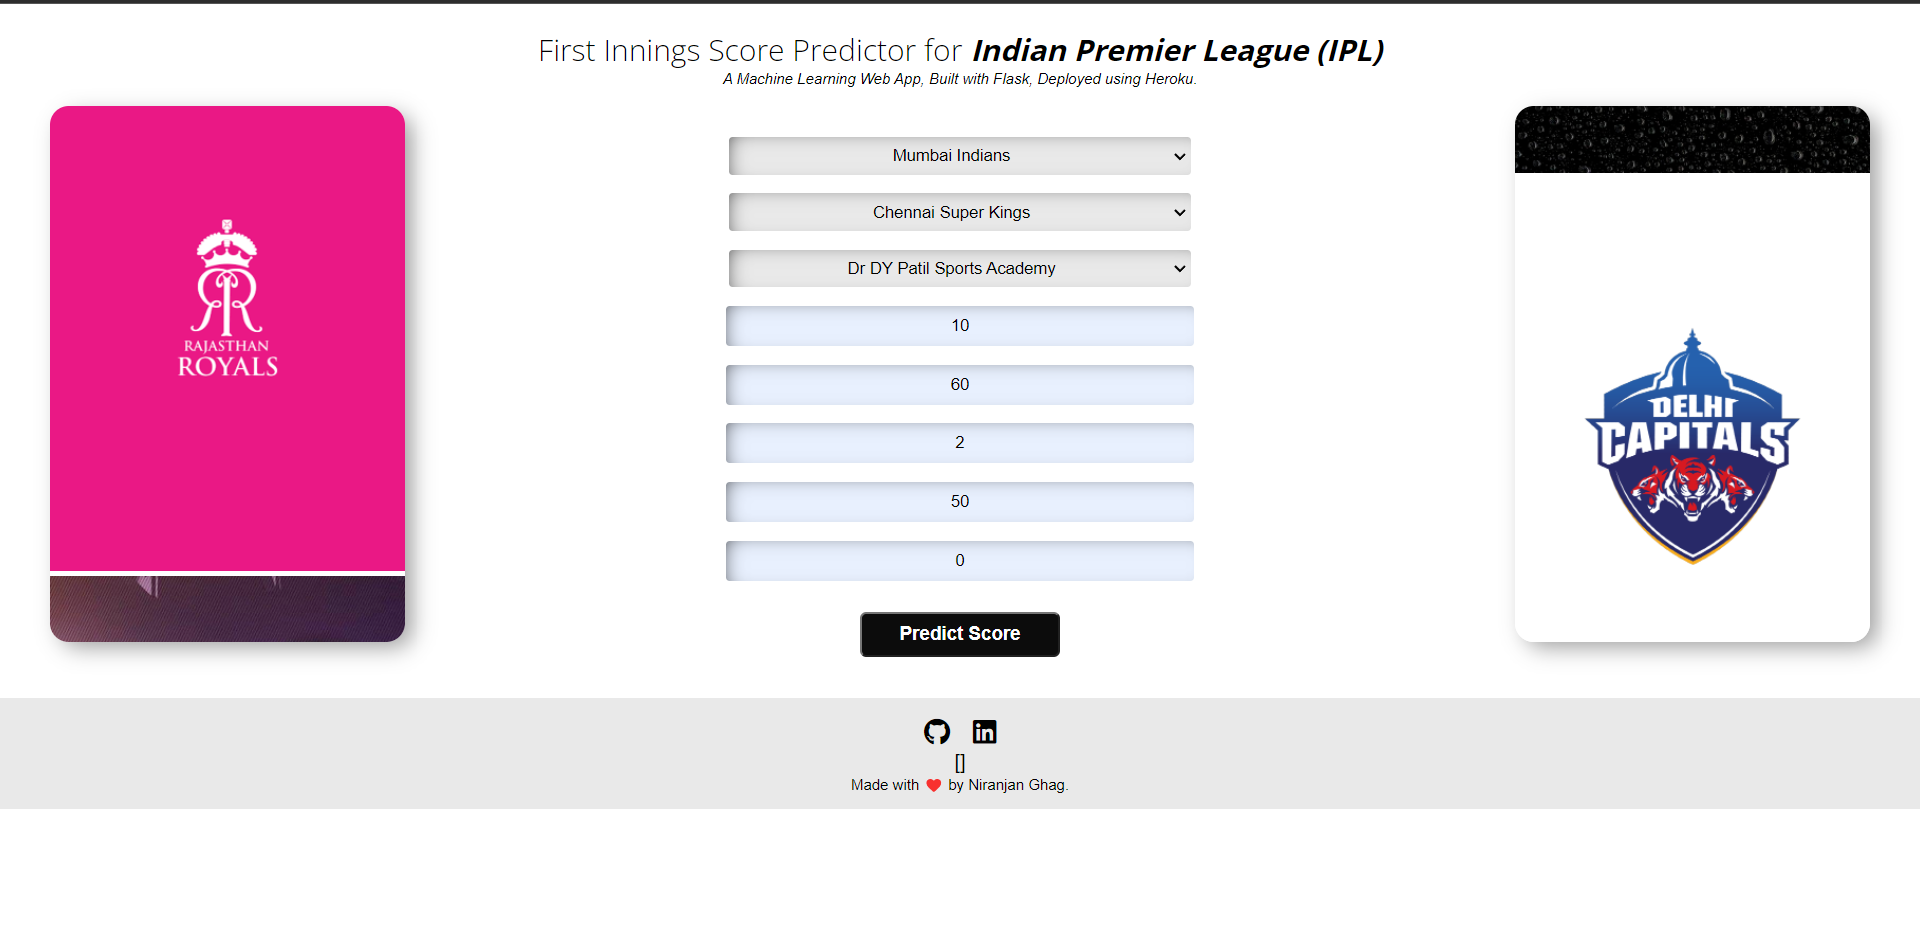 First Innings Score Predictor for Indian Premier League (IPL)
A Machine Learning Web App, Built with Flask, Deployed using Heroku.
RAJASTHAN
ROYALS
Mumbai Indians
Chennai Super Kings
Dr DY Patil Sports Academy
10
60
2
50
0
Predict Score
DELHI
CAPITALS
[]
Made with ❤ by Niranjan Ghag.